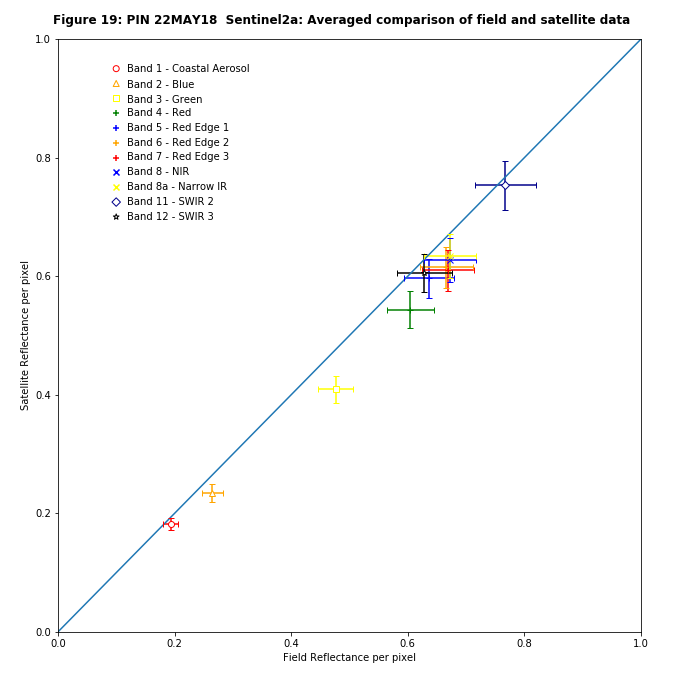 Figure 19: PIN 22MAY18  Sentinel2a: Averaged comparison of field and satellite data
1.0
Band 1 - Coastal Aerosol
Band 2 - Blue
Band 3 - Green
Band 4 - Red
Band 5 - Red Edge 1
Band 6 - Red Edge 2
Band 7 - Red Edge 3
Band 8 - NIR
Band 8a - Narrow IR
Band 11 - SWIR 2
Band 12 - SWIR 3
0.8
0.6
0.4
0.2
0.0
Satellite Reflectance per pixel
0.0 0.2 0.4 0.6 0.8 1.0
Field Reflectance per pixel